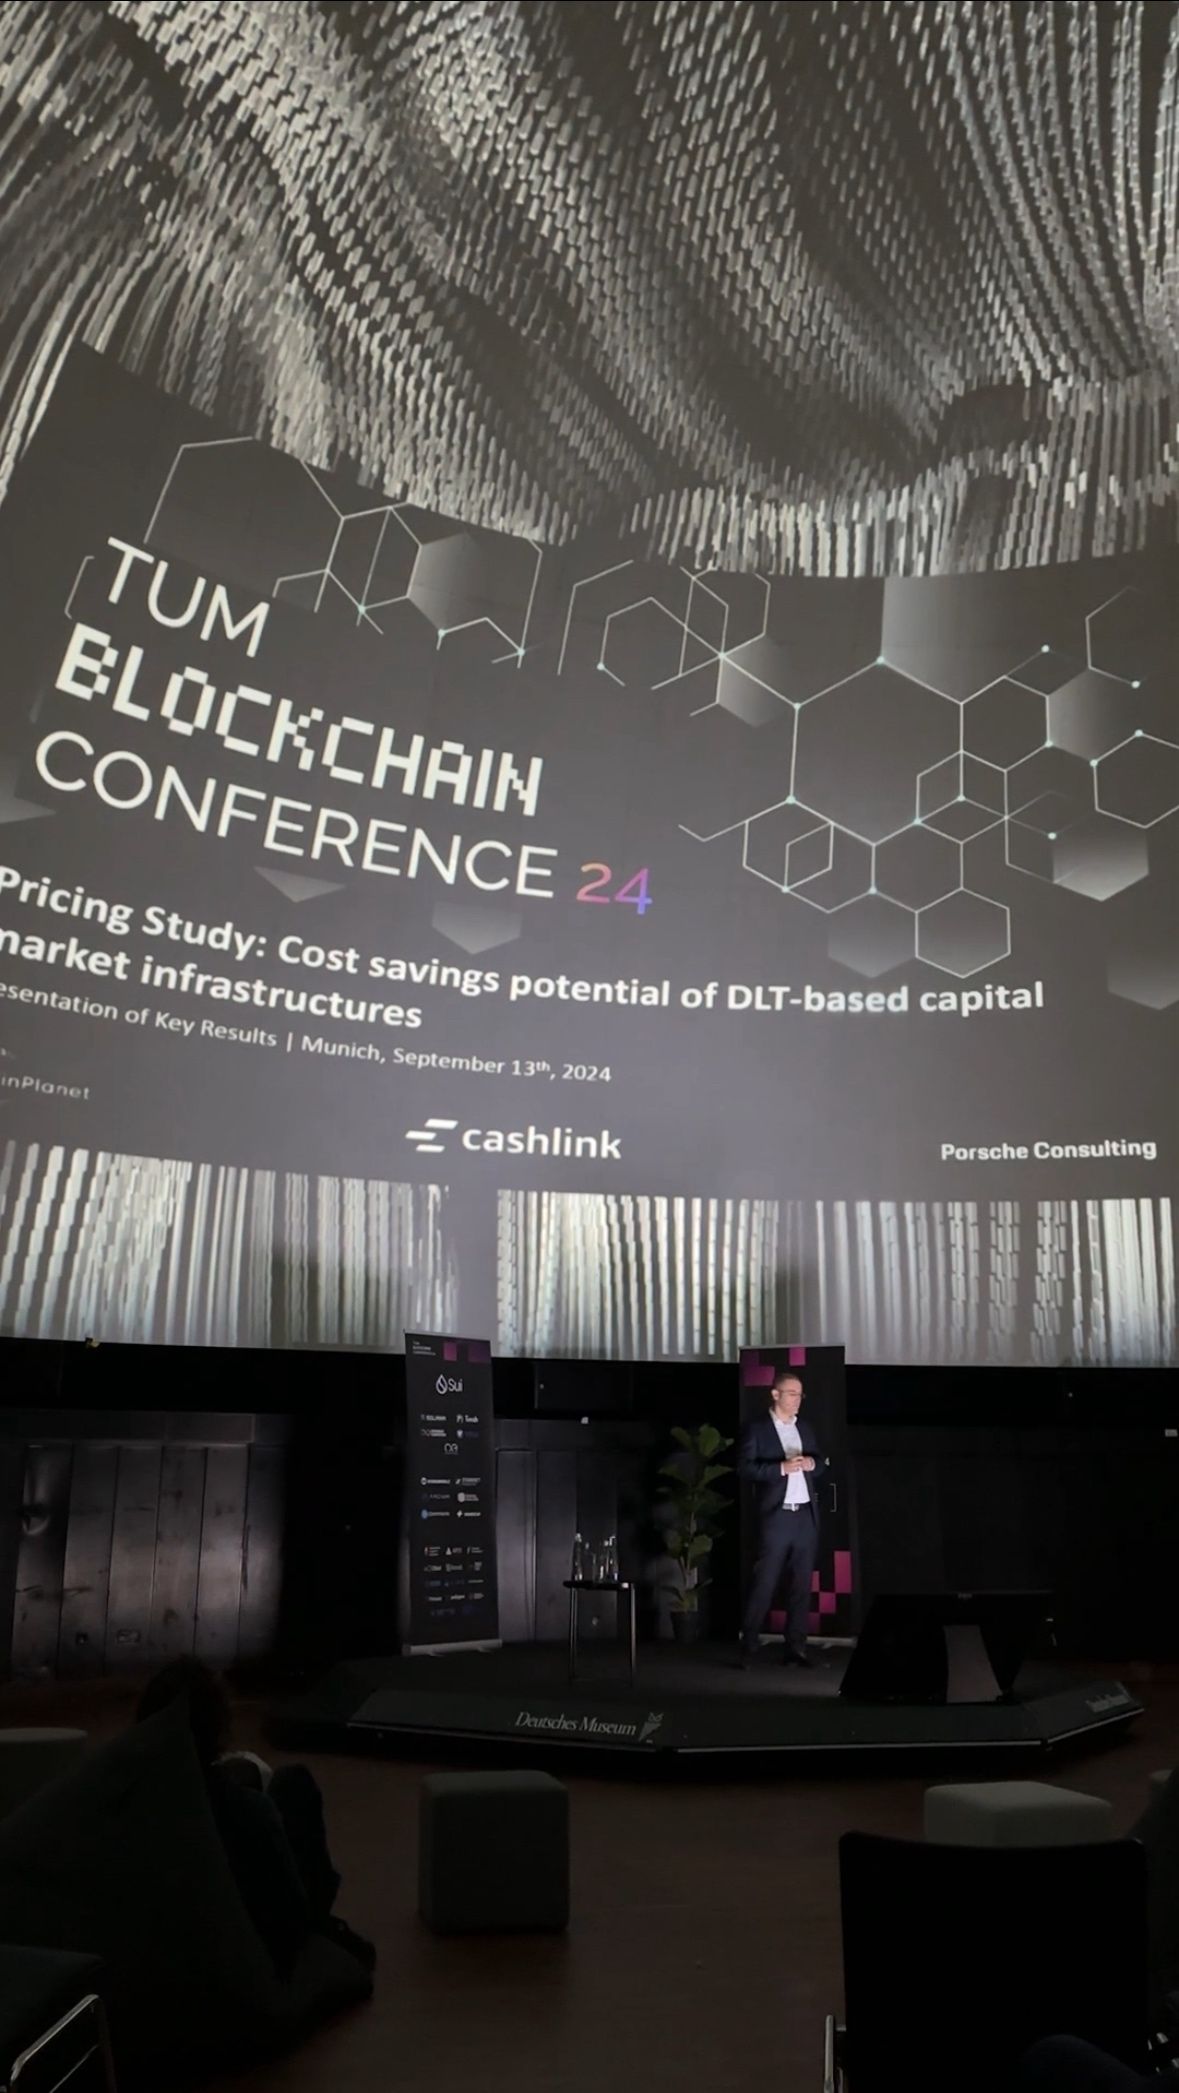 TUM
BLOCKCHAIN
CONFERENCE 24
Pricing Study: Cost savings potential of DLT-based capital
market infrastructures
esentation of Key Results | Munich, September 13th, 2024
inPlanet
cashlink
Porsche Consulting
Sui
Deutsches Museum